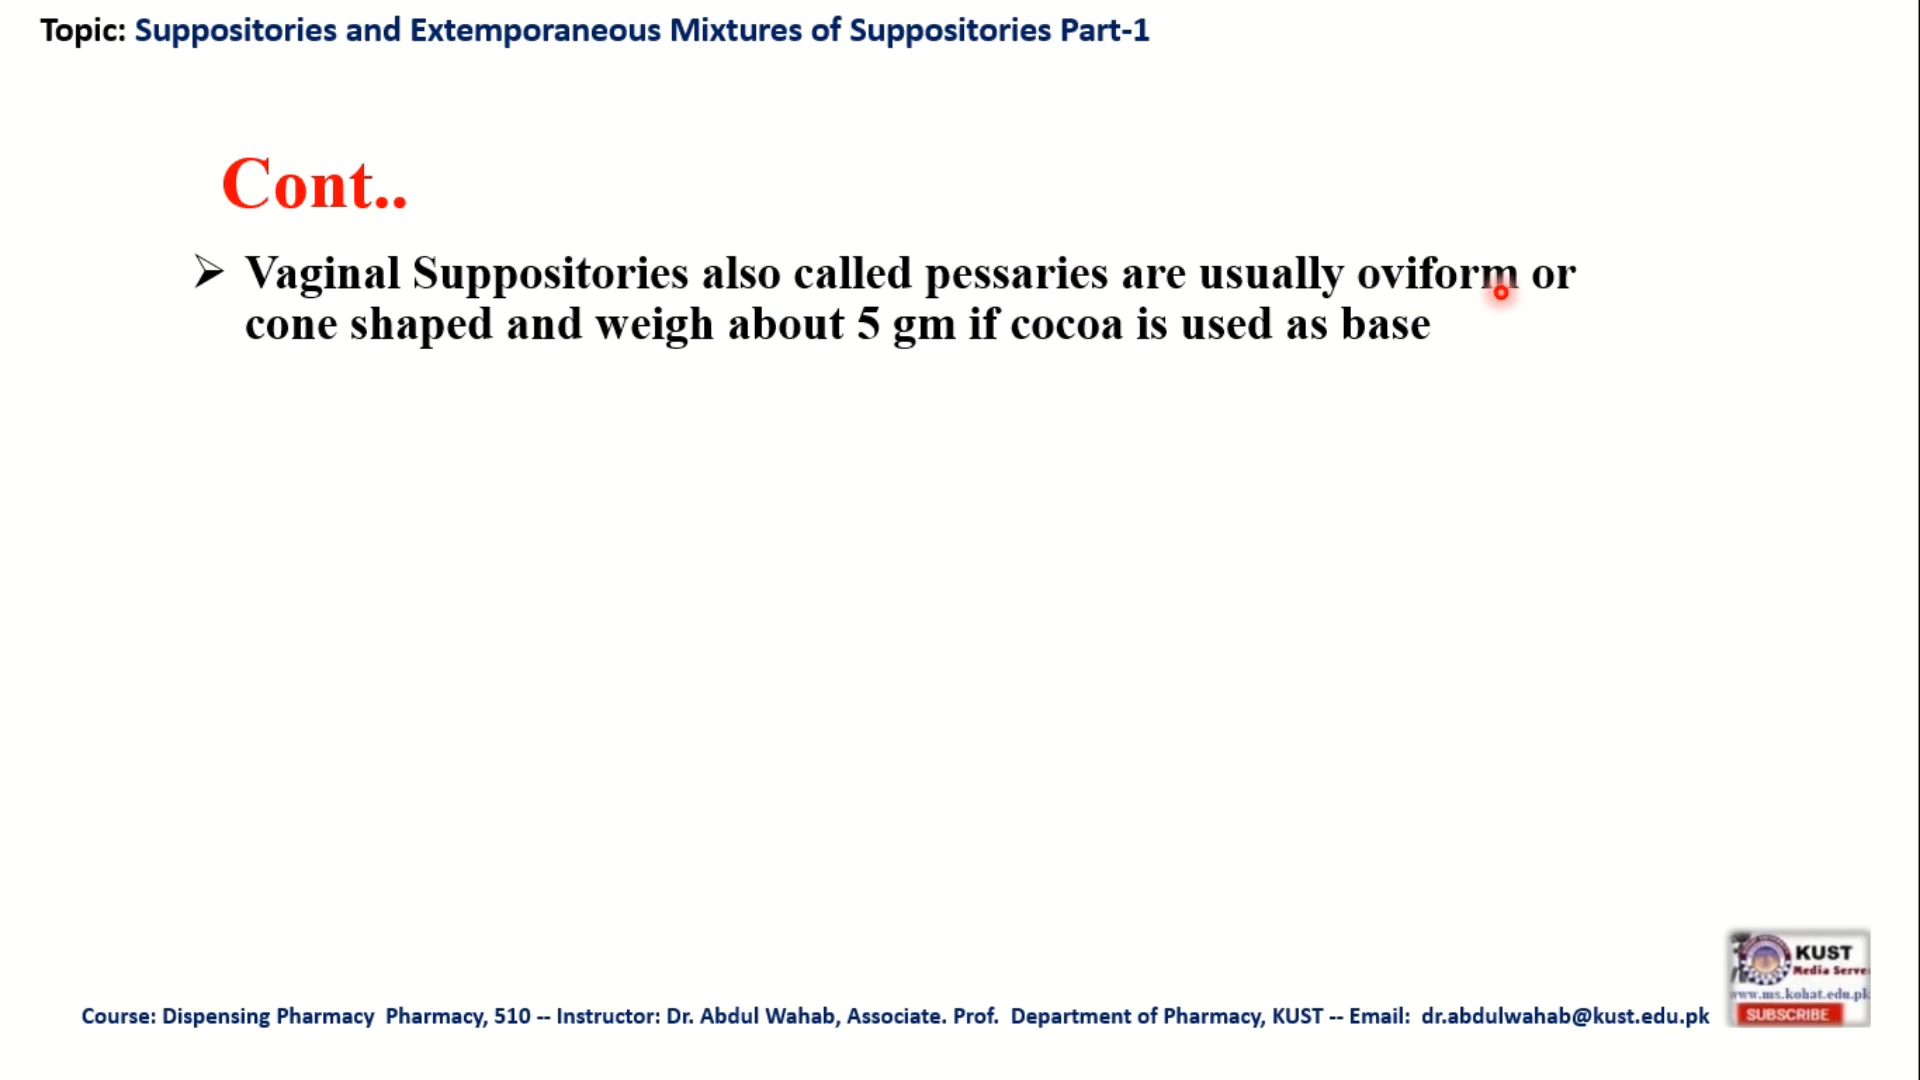 Topic: Suppositories and Extemporaneous Mixtures of Suppositories Part-1
Cont..
➢ Vaginal Suppositories also called pessaries are usually oviform or
cone shaped and weigh about 5 gm if cocoa is used as base
KUST
Media Serve
www.ms.kohat.edu.pk
SUBSCRIBE
Course: Dispensing Pharmacy Pharmacy, 510 -- Instructor: Dr. Abdul Wahab, Associate. Prof. Department of Pharmacy, KUST -- Email: dr.abdulwahab@kust.edu.pk